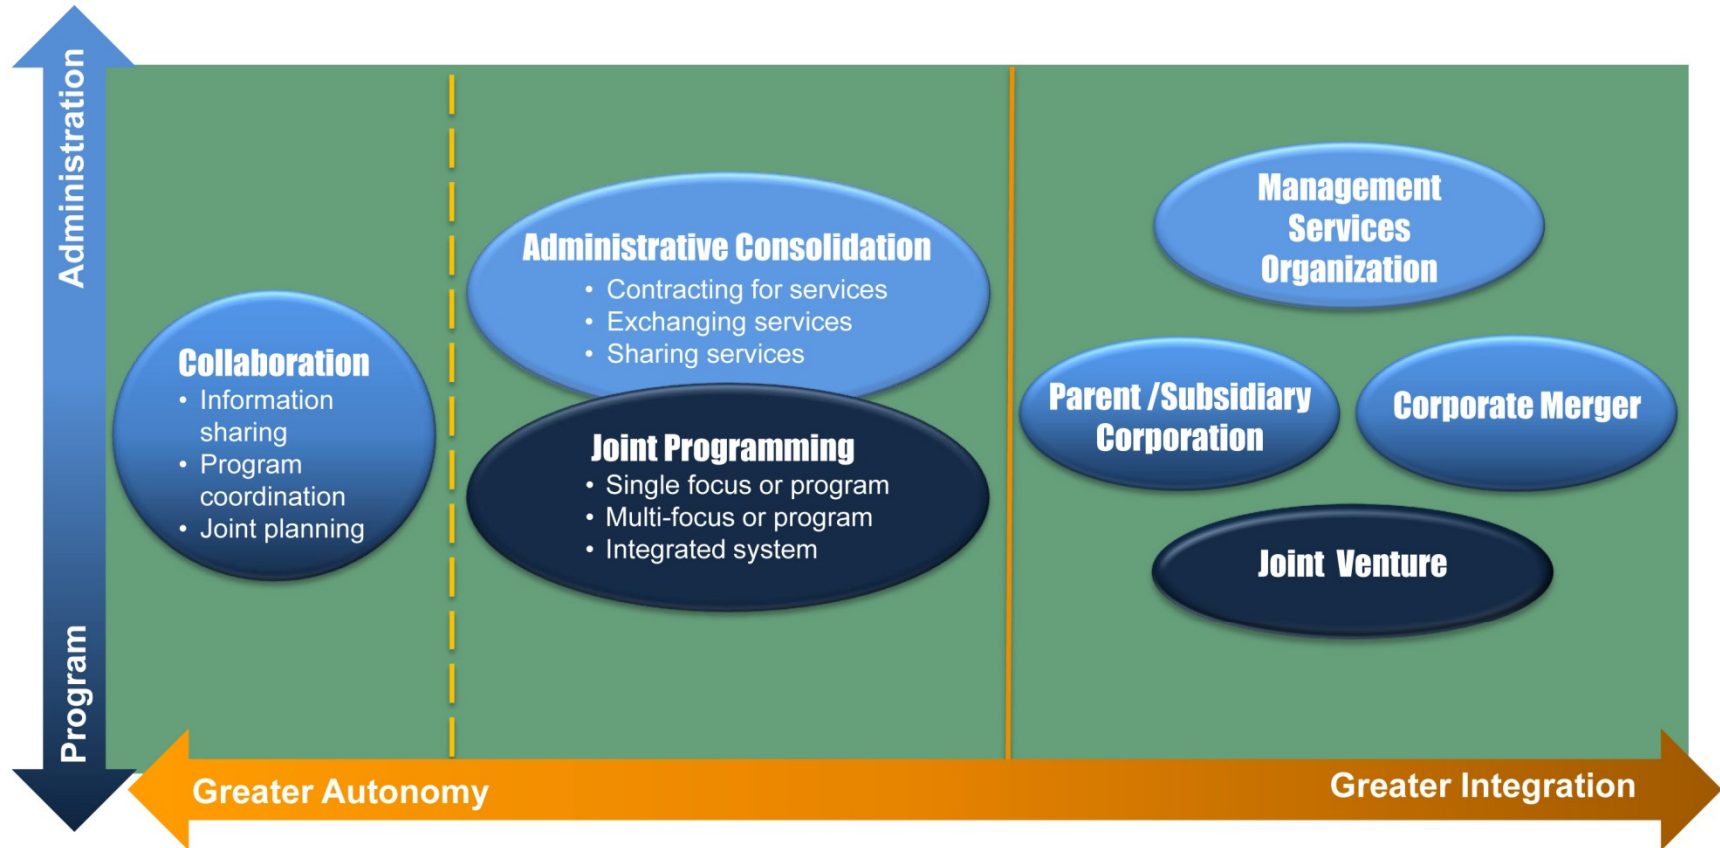 Administration
Program
Collaboration
• Information
sharing
• Program
coordination
• Joint planning
Administrative Consolidation
• Contracting for services
• Exchanging services
• Sharing services
Joint Programming
• Single focus or program
• Multi-focus or program
• Integrated system
Management
Services
Organization
Parent /Subsidiary
Corporation
Corporate Merger
Joint Venture
Greater Autonomy
Greater Integration